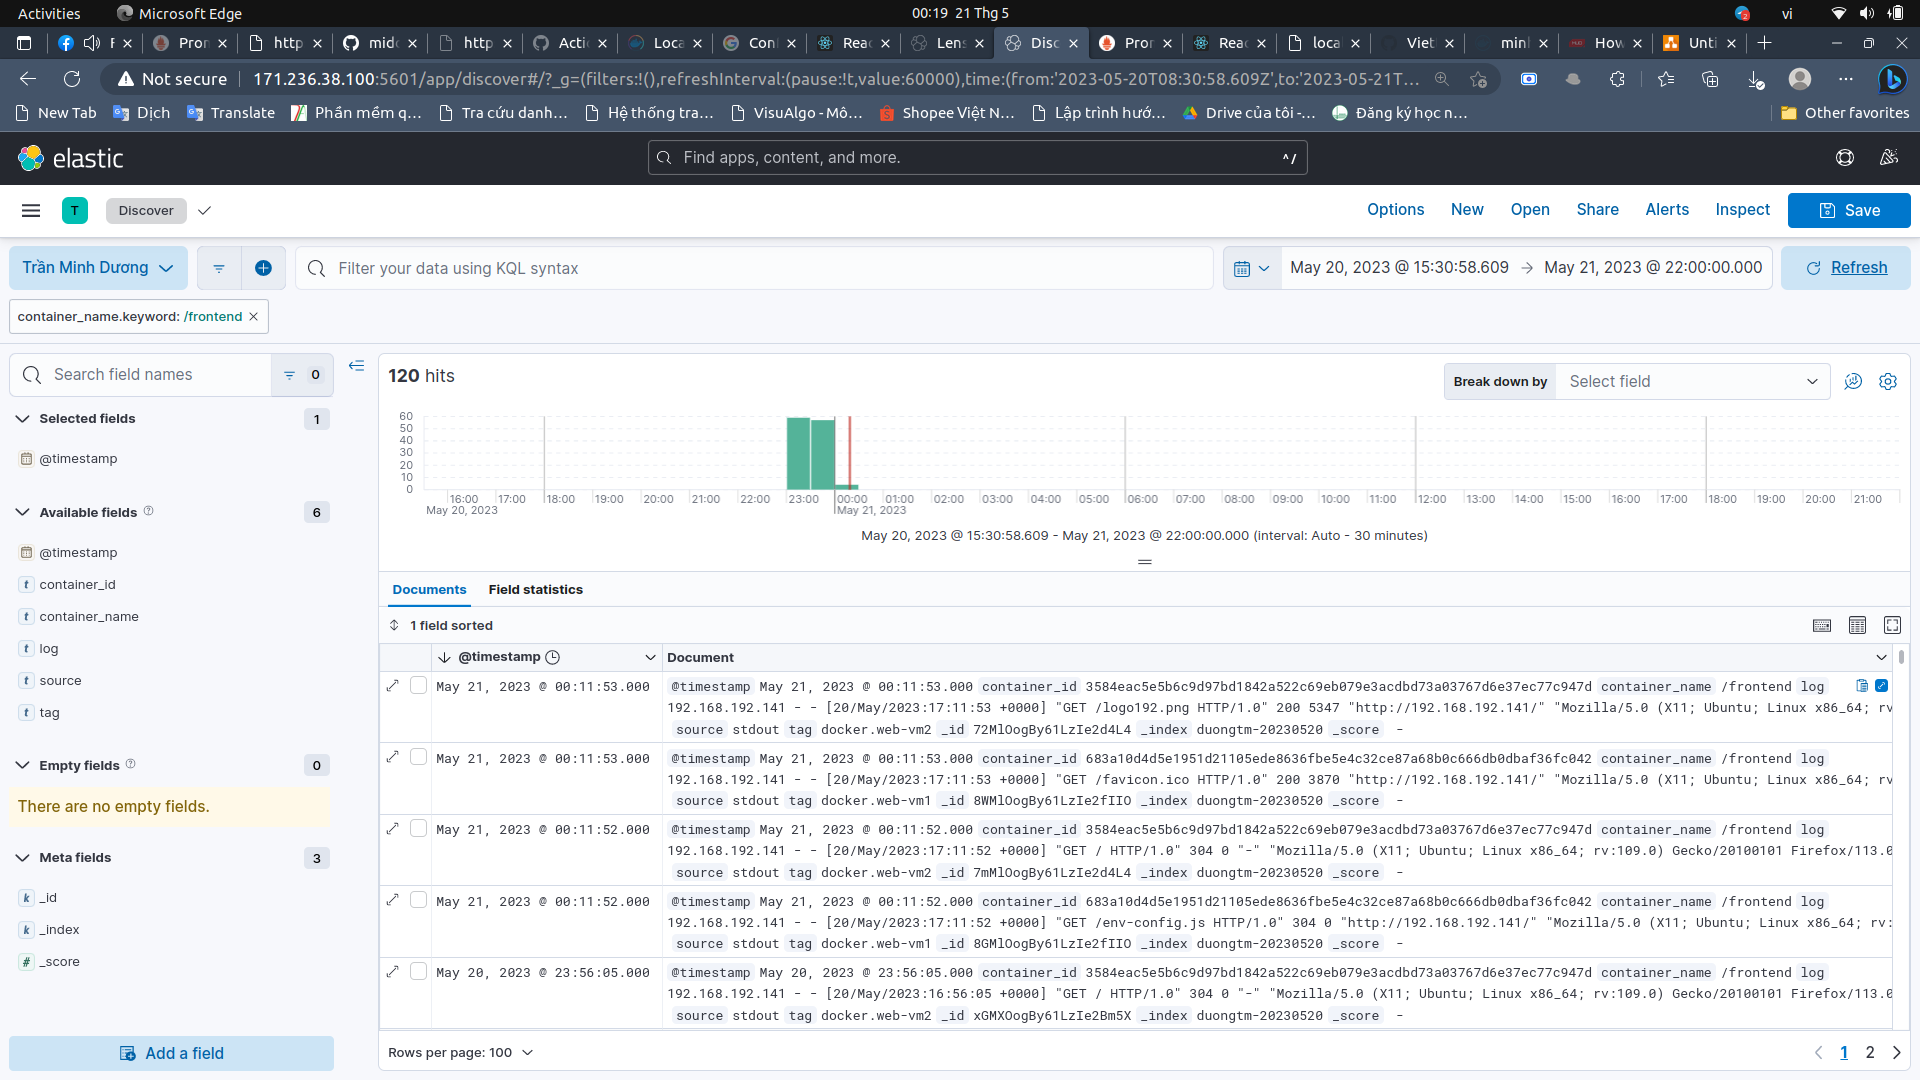 Activities Microsoft Edge 00:19 21 Thg 5 vi
F Pron http mido http Actic Loca Con Reac Lens Disc Pron Reac loca Viet minh How Unti
Not secure 171.236.38.100:5601/app/discover#/?_g=(filters:!(),refreshInterval:(pause:!t,value:60000),time:(from:'2023-05-20T08:30:58.609Z',to:'2023-05-21T...
New Tab Dịch Translate Phần mềm q... Tra cứu danh... Hệ thống tra... VisuAlgo - Mô... Shopee Việt N... Lập trình hướ... Drive của tôi -... Đăng ký học n... Other favorites
elastic Find apps, content, and more. ^/
T Discover Options New Open Share Alerts Inspect Save
Trần Minh Dương Filter your data using KQL syntax May 20, 2023 @ 15:30:58.609 → May 21, 2023 @ 22:00:00.000 Refresh
container_name.keyword: /frontend ×
Search field names 0
Selected fields 1
@timestamp
Available fields 6
@timestamp
t container_id
t container_name
t log
t source
t tag
Empty fields 0
There are no empty fields.
Meta fields 3
k _id
k _index
# _score
Add a field
120 hits Break down by Select field
60
50
40
30
20
10
0
16:00 17:00 18:00 19:00 20:00 21:00 22:00 23:00 00:00 01:00 02:00 03:00 04:00 05:00 06:00 07:00 08:00 09:00 10:00 11:00 12:00 13:00 14:00 15:00 16:00 17:00 18:00 19:00 20:00 21:00
May 20, 2023 May 21, 2023
May 20, 2023 @ 15:30:58.609 - May 21, 2023 @ 22:00:00.000 (interval: Auto - 30 minutes)
Documents Field statistics
1 field sorted
@timestamp Document
May 21, 2023 @ 00:11:53.000 @timestamp May 21, 2023 @ 00:11:53.000 container_id 3584eac5e5b6c9d97bd1842a522c69eb079e3acdbd73a03767d6e37ec77c947d container_name /frontend log
192.168.192.141 - - [20/May/2023:17:11:53 +0000] "GET /logo192.png HTTP/1.0" 200 5347 "http://192.168.192.141/" "Mozilla/5.0 (X11; Ubuntu; Linux x86_64; rv
source stdout tag docker.web-vm2 _id 72MlOogBy61LzIe2d4L4 _index duongtm-20230520 _score -
May 21, 2023 @ 00:11:53.000 @timestamp May 21, 2023 @ 00:11:53.000 container_id 683a10d4d5e1951d21105ede8636fbe5e4c32ce87a68b0c666db0dbaf36fc042 container_name /frontend log
192.168.192.141 - - [20/May/2023:17:11:53 +0000] "GET /favicon.ico HTTP/1.0" 200 3870 "http://192.168.192.141/" "Mozilla/5.0 (X11; Ubuntu; Linux x86_64; rv
source stdout tag docker.web-vm1 _id 8WMlOogBy61LzIe2fIIO _index duongtm-20230520 _score -
May 21, 2023 @ 00:11:52.000 @timestamp May 21, 2023 @ 00:11:52.000 container_id 3584eac5e5b6c9d97bd1842a522c69eb079e3acdbd73a03767d6e37ec77c947d container_name /frontend log
192.168.192.141 - - [20/May/2023:17:11:52 +0000] "GET / HTTP/1.0" 304 0 "-" "Mozilla/5.0 (X11; Ubuntu; Linux x86_64; rv:109.0) Gecko/20100101 Firefox/113.0
source stdout tag docker.web-vm2 _id 7mMlOogBy61LzIe2d4L4 _index duongtm-20230520 _score -
May 21, 2023 @ 00:11:52.000 @timestamp May 21, 2023 @ 00:11:52.000 container_id 683a10d4d5e1951d21105ede8636fbe5e4c32ce87a68b0c666db0dbaf36fc042 container_name /frontend log
192.168.192.141 - - [20/May/2023:17:11:52 +0000] "GET /env-config.js HTTP/1.0" 304 0 "http://192.168.192.141/" "Mozilla/5.0 (X11; Ubuntu; Linux x86_64; rv:
source stdout tag docker.web-vm1 _id 8GMlOogBy61LzIe2fIIO _index duongtm-20230520 _score -
May 20, 2023 @ 23:56:05.000 @timestamp May 20, 2023 @ 23:56:05.000 container_id 3584eac5e5b6c9d97bd1842a522c69eb079e3acdbd73a03767d6e37ec77c947d container_name /frontend log
192.168.192.141 - - [20/May/2023:16:56:05 +0000] "GET / HTTP/1.0" 304 0 "-" "Mozilla/5.0 (X11; Ubuntu; Linux x86_64; rv:109.0) Gecko/20100101 Firefox/113.0
source stdout tag docker.web-vm2 _id xGMXOogBy61LzIe2Bm5X _index duongtm-20230520 _score -
Rows per page: 100 1 2